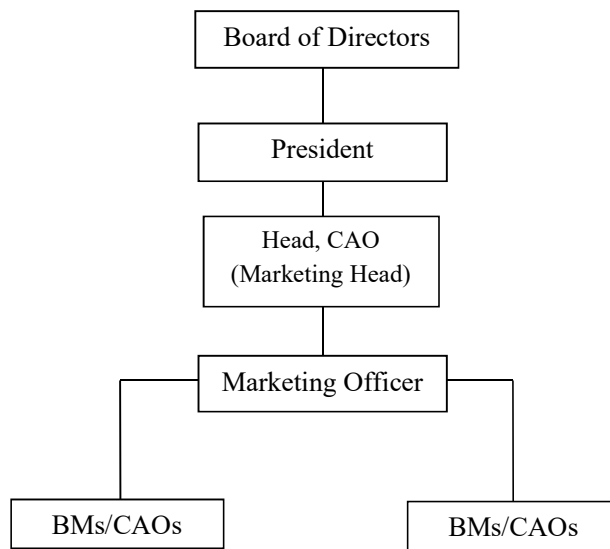 Board of Directors
President
Head, CAO
(Marketing Head)
Marketing Officer
BMs/CAOs
BMs/CAOs